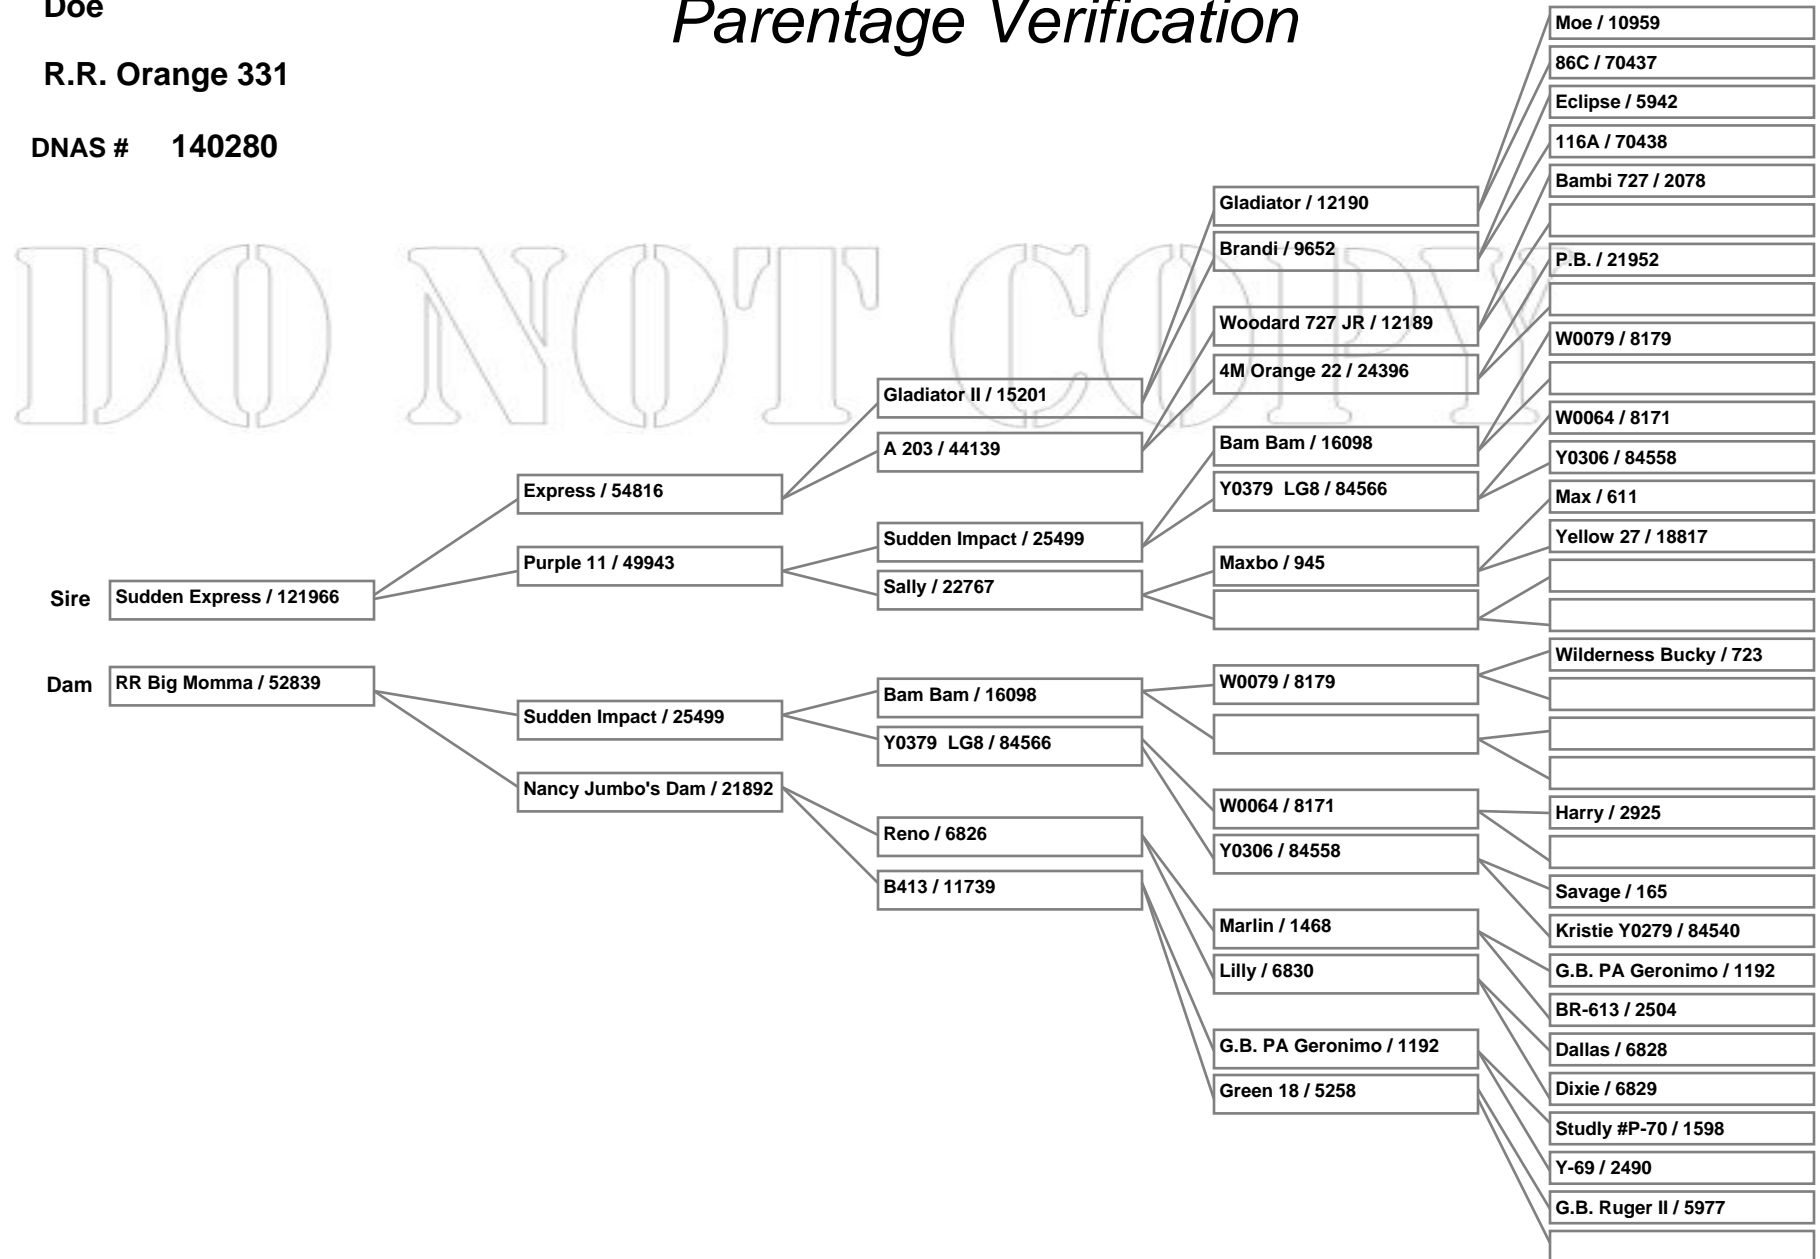 Doe
Parentage Verification
R.R. Orange 331
DNAS # 140280
DO NOT COPY
Sire
Sudden Express / 121966
Dam
RR Big Momma / 52839
Express / 54816
Purple 11 / 49943
Sudden Impact / 25499
Nancy Jumbo's Dam / 21892
Gladiator II / 15201
A 203 / 44139
Sudden Impact / 25499
Sally / 22767
Bam Bam / 16098
Y0379 LG8 / 84566
Reno / 6826
B413 / 11739
Gladiator / 12190
Brandi / 9652
Woodard 727 JR / 12189
4M Orange 22 / 24396
Bam Bam / 16098
Y0379 LG8 / 84566
Maxbo / 945
W0079 / 8179
W0064 / 8171
Y0306 / 84558
Marlin / 1468
Lilly / 6830
G.B. PA Geronimo / 1192
Green 18 / 5258
Moe / 10959
86C / 70437
Eclipse / 5942
116A / 70438
Bambi 727 / 2078
P.B. / 21952
W0079 / 8179
W0064 / 8171
Y0306 / 84558
Max / 611
Yellow 27 / 18817
Wilderness Bucky / 723
Harry / 2925
Savage / 165
Kristie Y0279 / 84540
G.B. PA Geronimo / 1192
BR-613 / 2504
Dallas / 6828
Dixie / 6829
Studly #P-70 / 1598
Y-69 / 2490
G.B. Ruger II / 5977